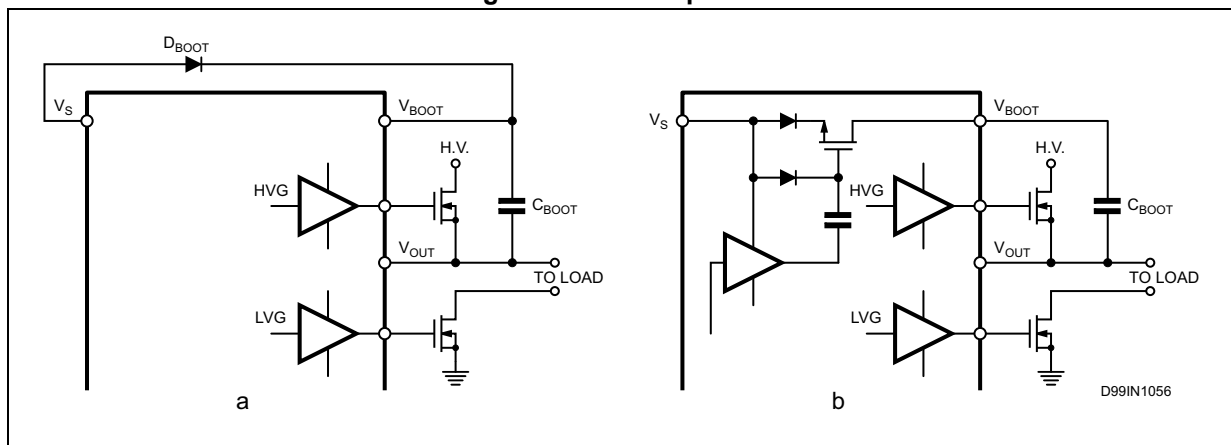 D_BOOT
V_S
V_BOOT
H.V.
HVG
C_BOOT
V_OUT
TO LOAD
LVG
a
V_S
V_BOOT
H.V.
HVG
C_BOOT
V_OUT
TO LOAD
LVG
b
D99IN1056